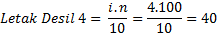 Letak Desil 4 = i.n/10 = 4.100/10 = 40